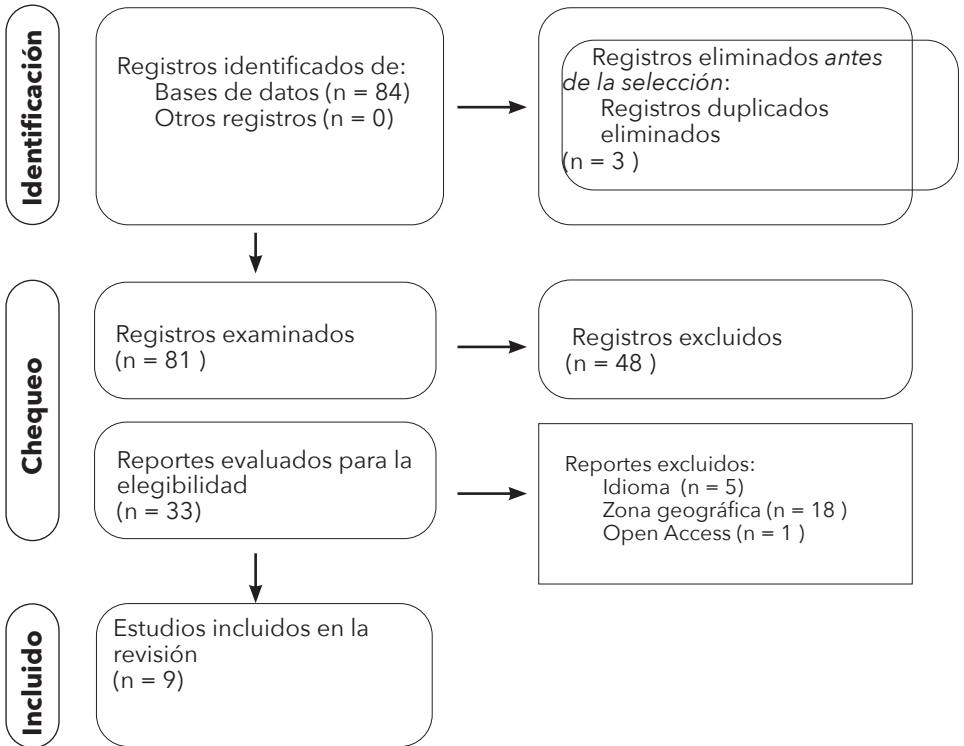 Identificación
Registros identificados de:
Bases de datos (n = 84)
Otros registros (n = 0)
Registros eliminados antes
de la selección:
Registros duplicados
eliminados
(n = 3 )
Chequeo
Registros examinados
(n = 81 )
Registros excluidos
(n = 48 )
Reportes evaluados para la
elegibilidad
(n = 33)
Reportes excluidos:
Idioma (n = 5)
Zona geográfica (n = 18 )
Open Access (n = 1 )
Incluido
Estudios incluidos en la
revisión
(n = 9)